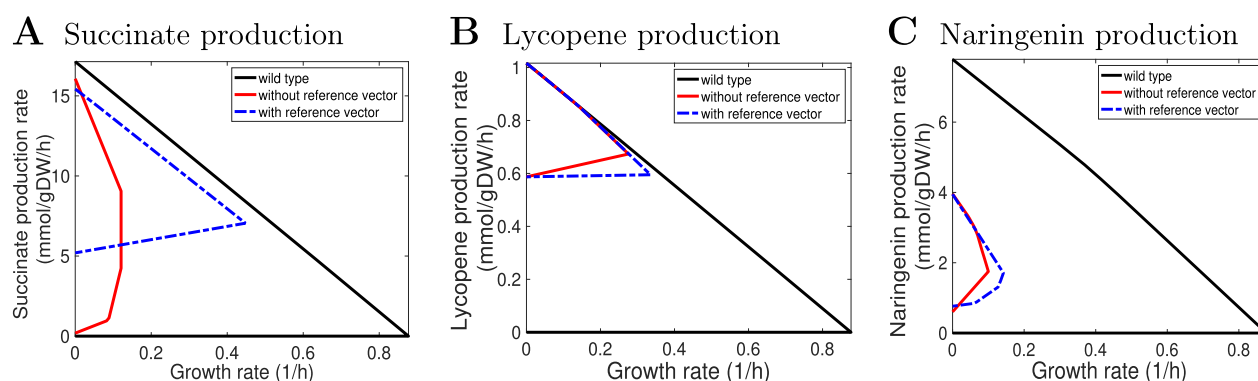 A Succinate production
Succinate production rate
(mmol/gDW/h)
15
10
5
0
wild type
without reference vector
with reference vector
0 0.2 0.4 0.6 0.8
Growth rate (1/h)
B Lycopene production
Lycopene production rate
(mmol/gDW/h)
1
0.8
0.6
0.4
0.2
0
wild type
without reference vector
with reference vector
0 0.2 0.4 0.6 0.8
Growth rate (1/h)
C Naringenin production
Naringenin production rate
(mmol/gDW/h)
6
4
2
0
wild type
without reference vector
with reference vector
0 0.2 0.4 0.6 0.8
Growth rate (1/h)